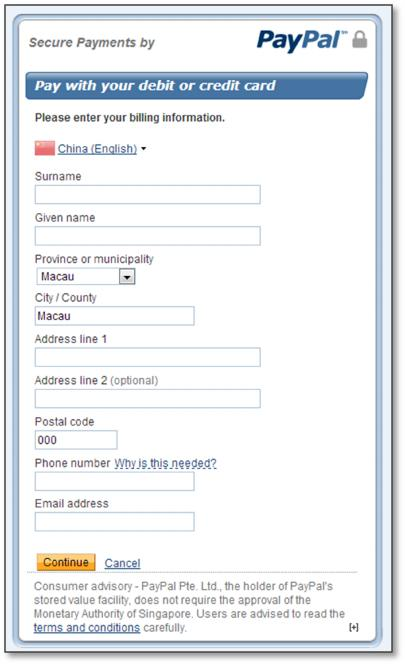 Secure Payments by PayPal™
Pay with your debit or credit card
Please enter your billing information.
China (English)
Surname
Given name
Province or municipality
Macau
City / County
Macau
Address line 1
Address line 2 (optional)
Postal code
000
Phone number Why is this needed?
Email address
Continue Cancel
Consumer advisory - PayPal Pte. Ltd., the holder of PayPal's
stored value facility, does not require the approval of the
Monetary Authority of Singapore. Users are advised to read the
terms and conditions carefully. [+]